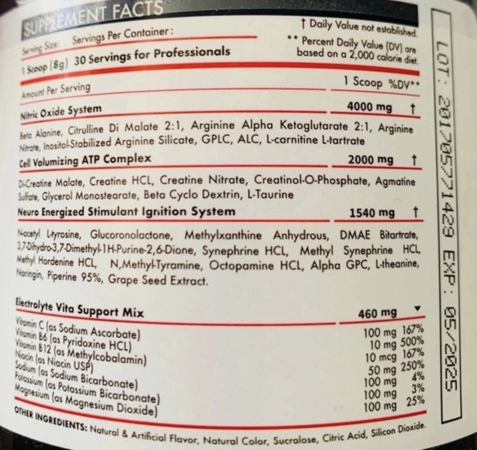 SUPPLEMENT FACTS
Serving Size: Servings Per Container:
1 Scoop (8g) 30 Servings for Professionals
† Daily Value not established.
** Percent Daily Value (DV) are
based on a 2,000 calorie diet.
Amount Per Serving 1 Scoop %DV**
Nitric Oxide System 4000 mg †
Beta Alanine, Citrulline Di Malate 2:1, Arginine Alpha Ketoglutarate 2:1, Arginine
Nitrate, Inositol-Stabilized Arginine Silicate, GPLC, ALC, L-carnitine L-tartrate
Cell Volumizing ATP Complex 2000 mg †
Di-Creatine Malate, Creatine HCL, Creatine Nitrate, Creatinol-O-Phosphate, Agmatine
Sulfate, Glycerol Monostearate, Beta Cyclo Dextrin, L-Taurine
Neuro Energized Stimulant Ignition System 1540 mg †
N-acetyl L-tyrosine, Glucoronolactone, Methylxanthine Anhydrous, DMAE Bitartrate,
3,7-Dihydro-3,7-Dimethyl-1H-Purine-2,6-Dione, Synephrine HCL, Methyl Synephrine HCL,
Methyl Hordenine HCL, N,Methyl-Tyramine, Octopamine HCL, Alpha GPC, L-theanine,
Naringin, Piperine 95%, Grape Seed Extract.
Electrolyte Vita Support Mix 460 mg ▼
Vitamin C (as Sodium Ascorbate) 100 mg 167%
Vitamin B6 (as Pyridoxine HCL) 10 mg 500%
Vitamin B12 (as Methylcobalamin) 10 mcg 167%
Niacin (as Niacin USP) 50 mg 250%
Sodium (as Sodium Bicarbonate) 100 mg 4%
Potassium (as Potassium Bicarbonate) 100 mg 3%
Magnesium (as Magnesium Dioxide) 100 mg 25%
OTHER INGREDIENTS: Natural & Artificial Flavor, Natural Color, Sucralose, Citric Acid, Silicon Dioxide.
LOT: 201705771429 EXP: 05/2025